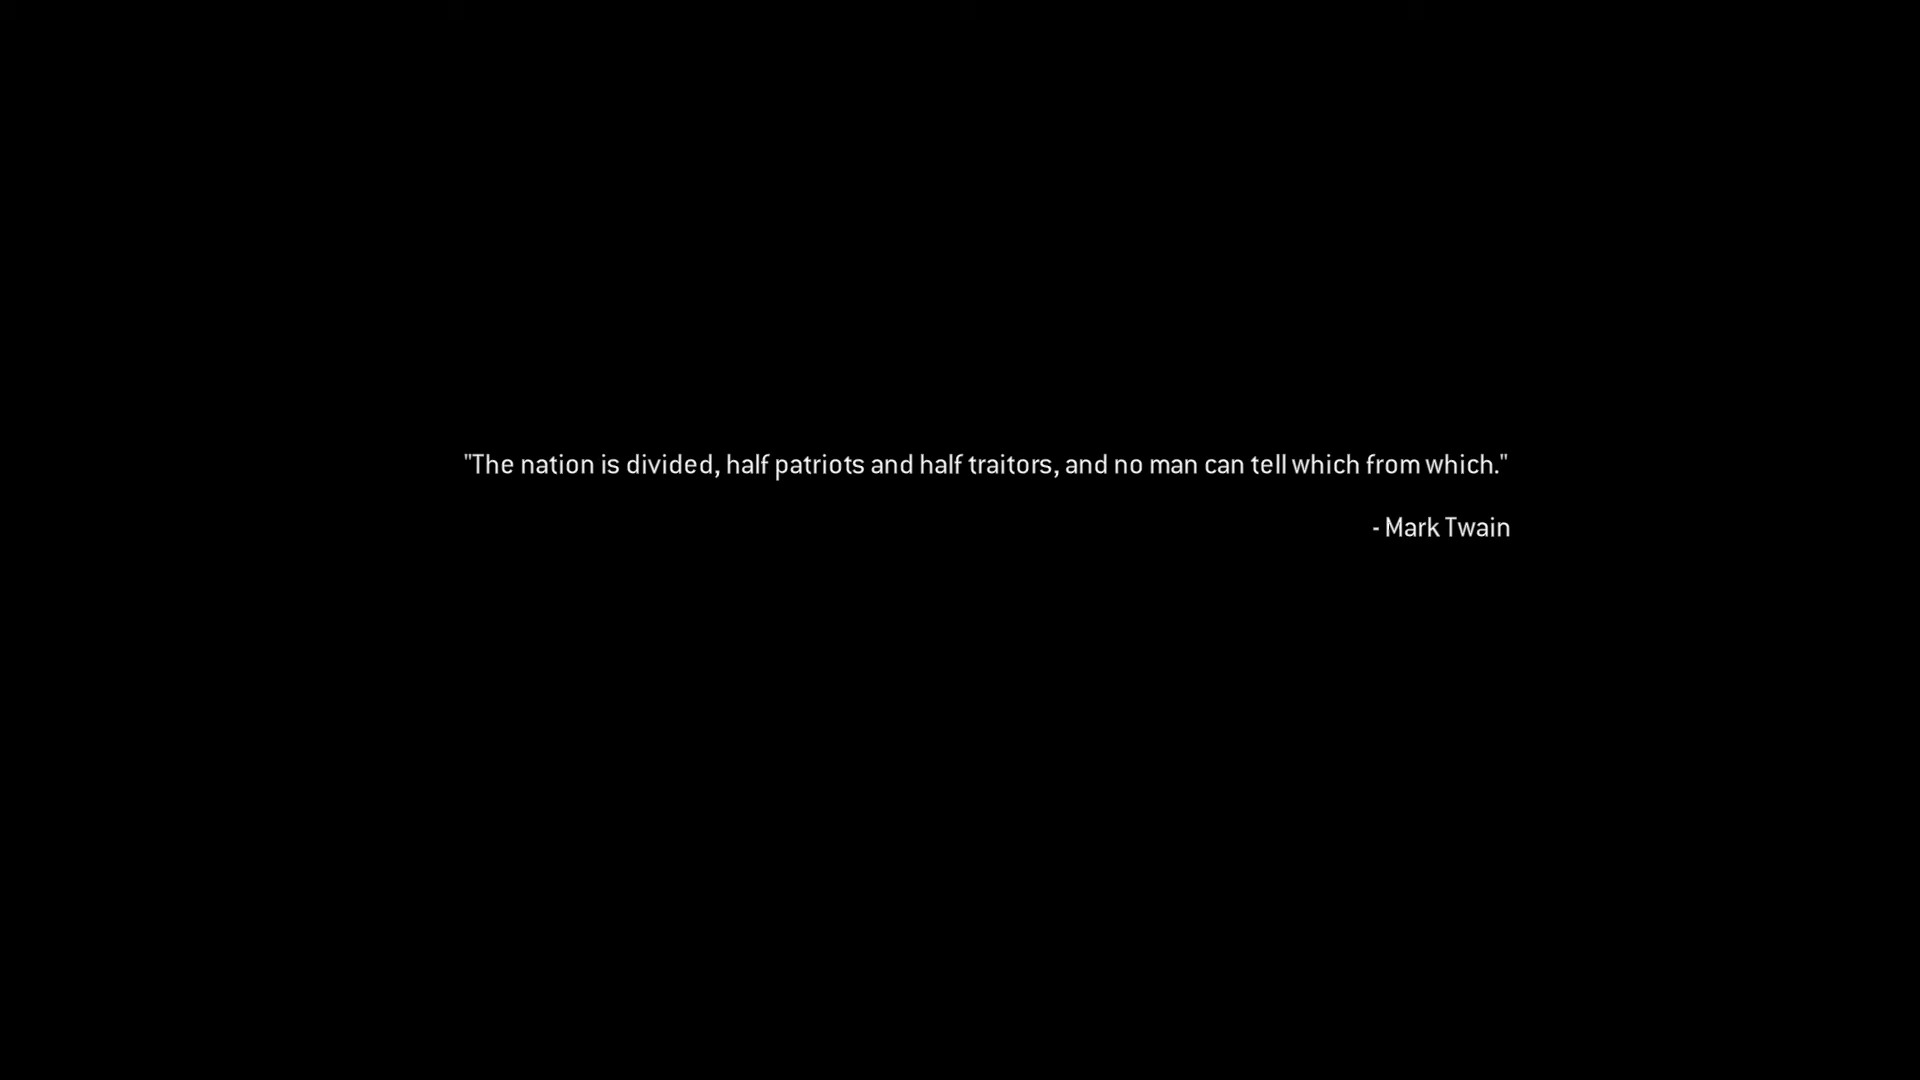 "The nation is divided, half patriots and half traitors, and no man can tell which from which."
- Mark Twain